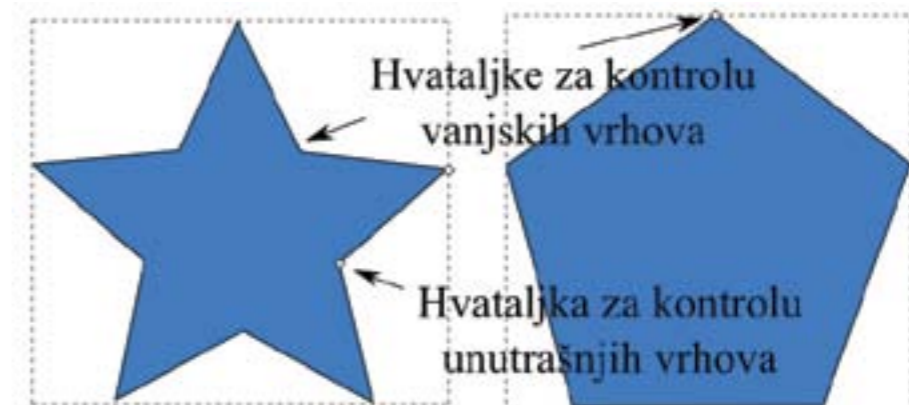 Hvataljke za kontrolu
vanjskih vrhova
Hvataljka za kontrolu
unutrašnjih vrhova